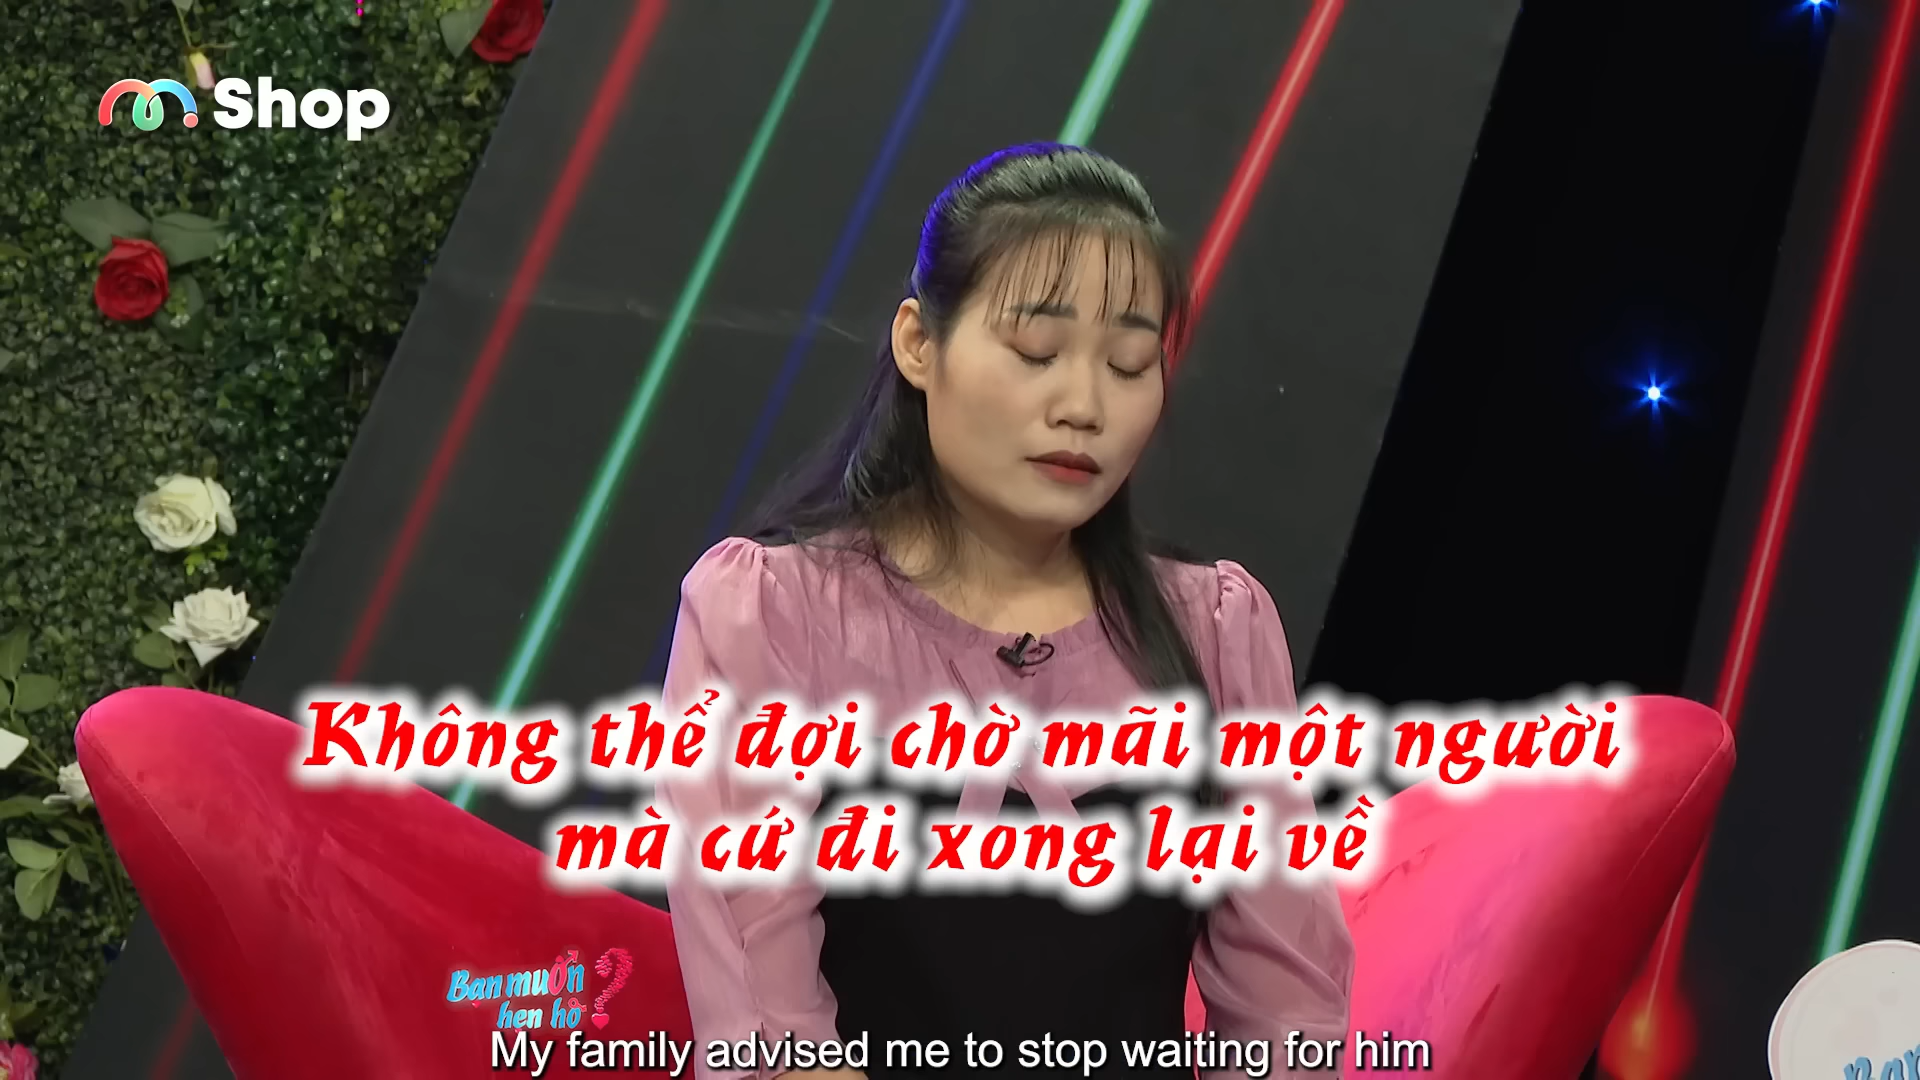 Shop
Không thể đợi chờ mãi một người
mà cứ đi xong lại về
Bạn muốn
hẹn hò
?
My family advised me to stop waiting for him